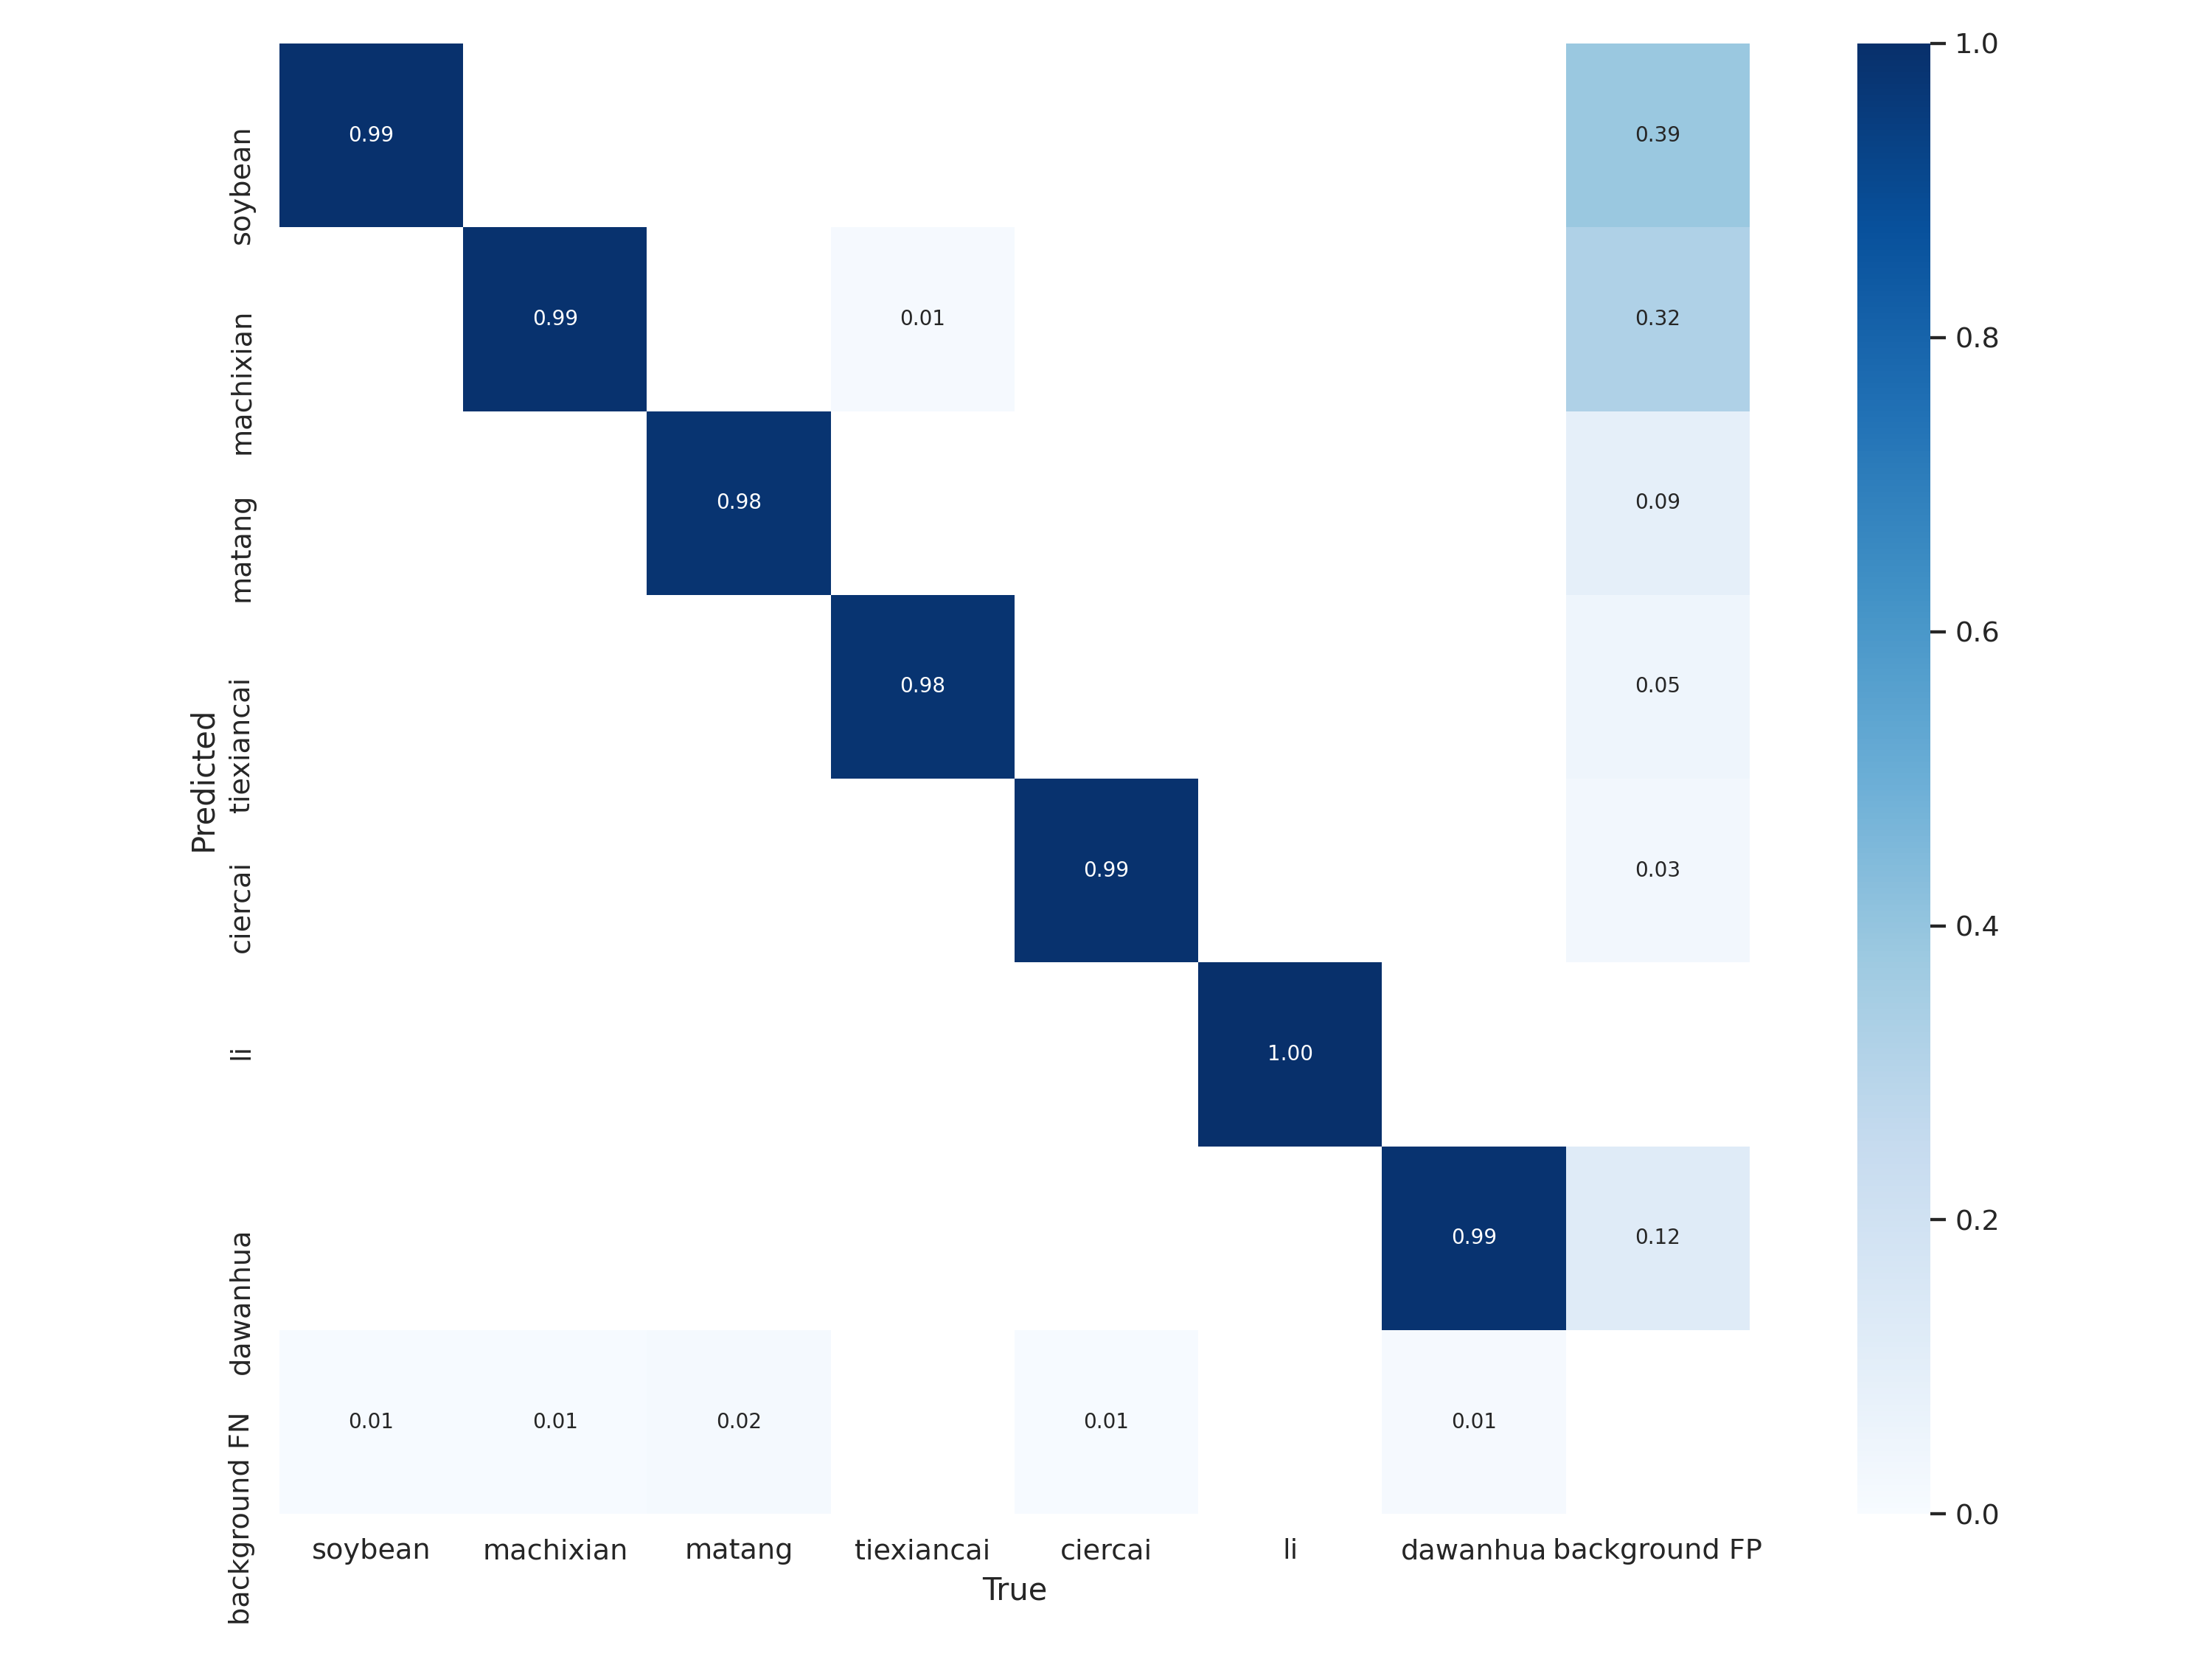 Predicted
soybean
machixian
matang
tiexiancai
ciercai
li
dawanhua
background FN
0.99 0.39
0.99 0.01 0.32
0.98 0.09
0.98 0.05
0.99 0.03
1.00
0.99 0.12
0.01 0.01 0.02 0.01 0.01
soybean machixian matang tiexiancai ciercai li dawanhua background FP
True
1.0
0.8
0.6
0.4
0.2
0.0